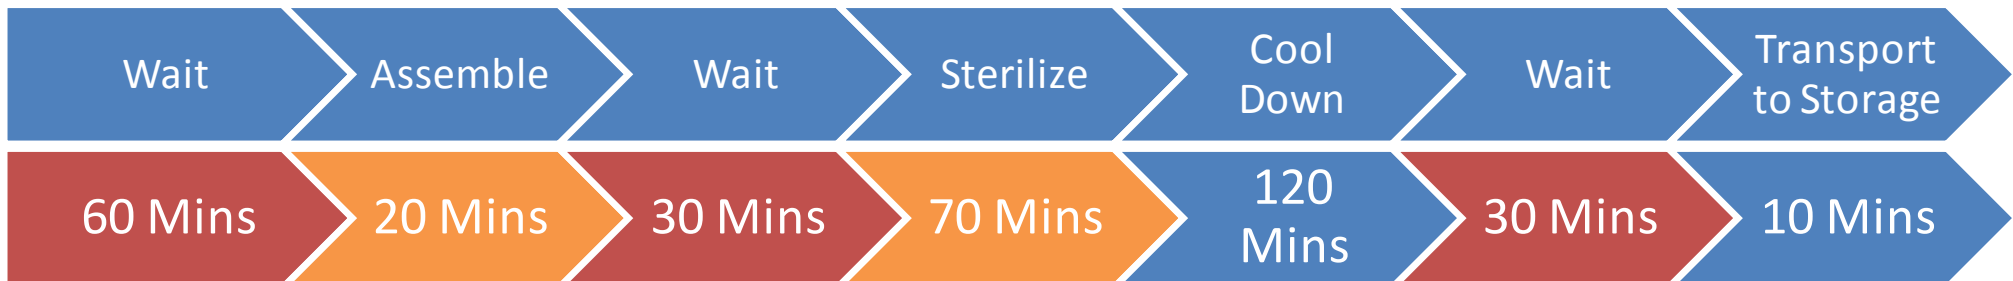 Wait
Assemble
Wait
Sterilize
Cool
Down
Wait
Transport
to Storage
60 Mins
20 Mins
30 Mins
70 Mins
120
Mins
30 Mins
10 Mins